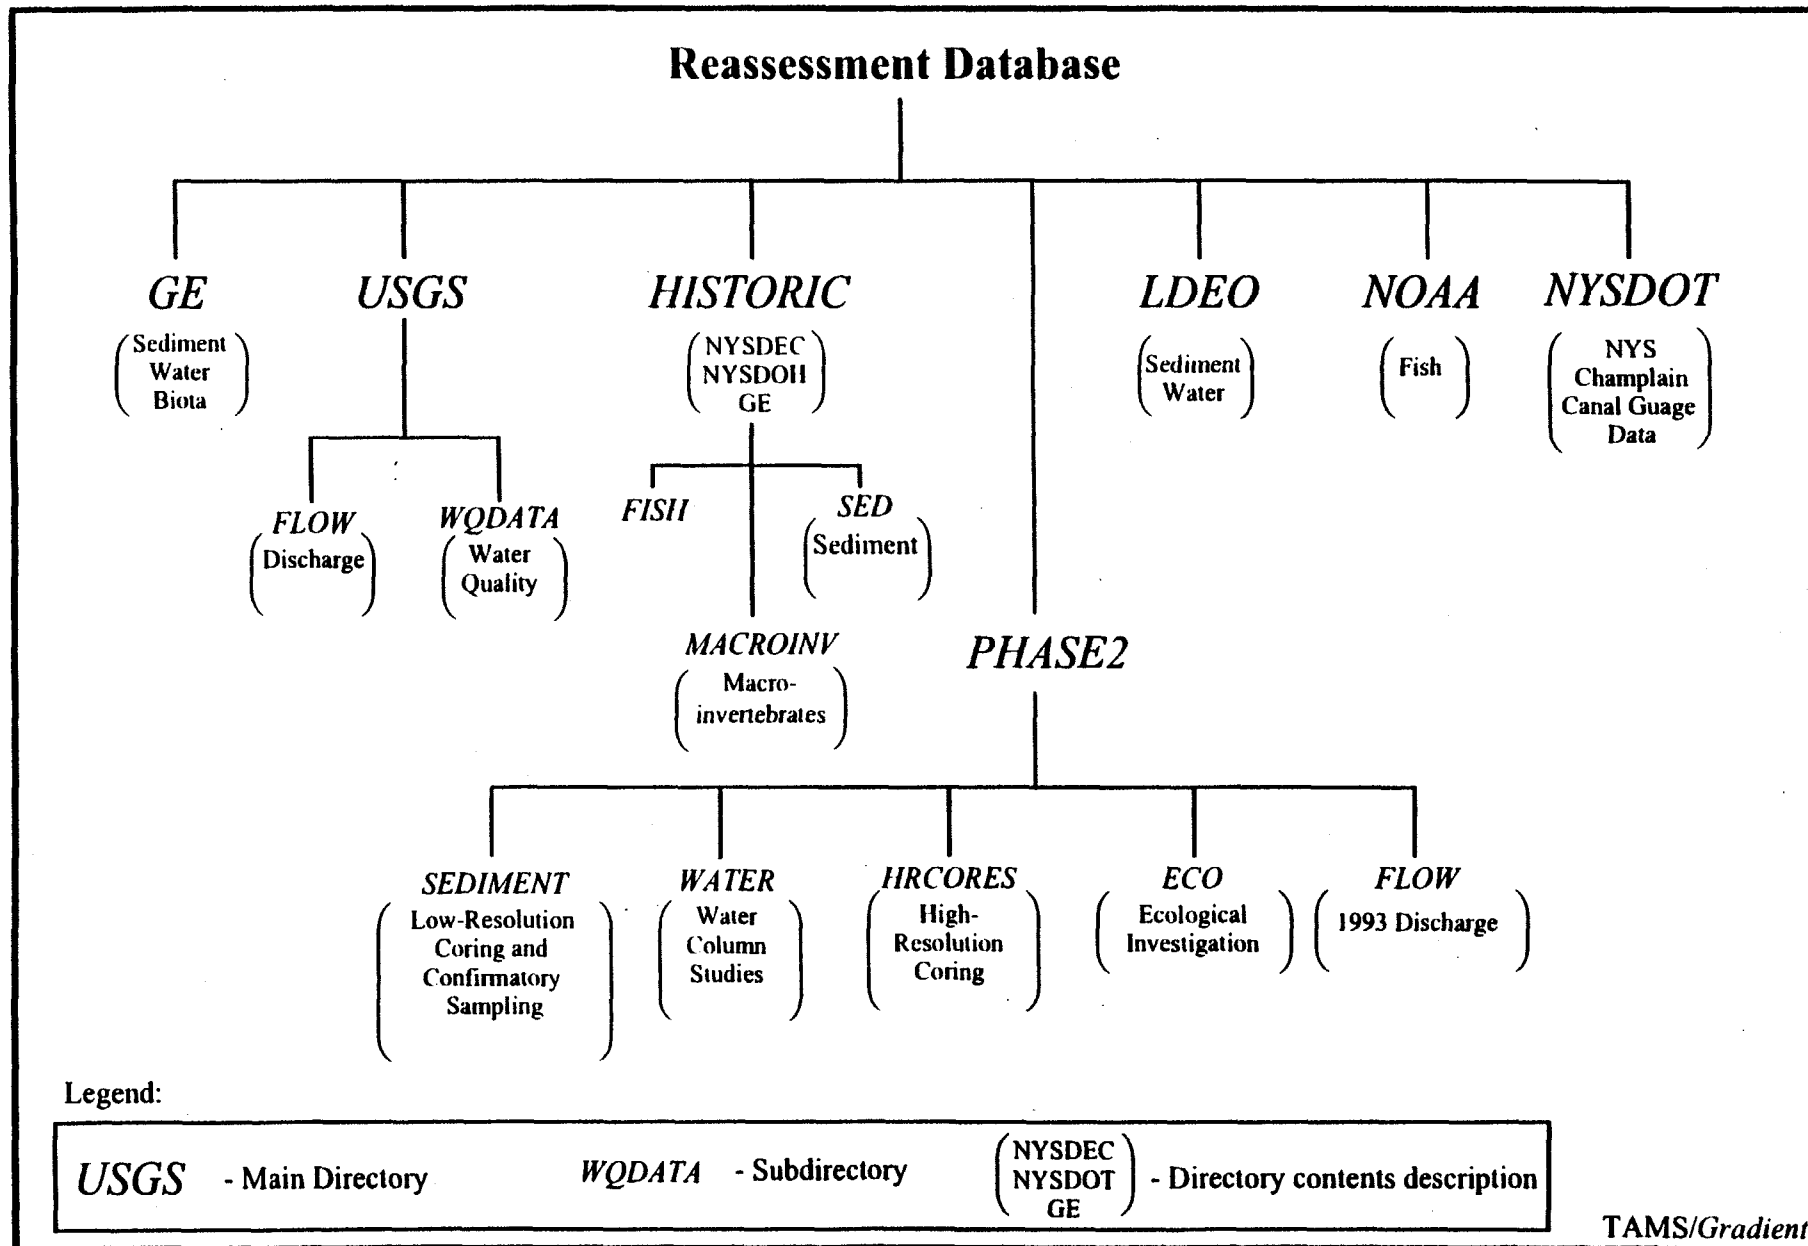 Reassessment Database
GE
Sediment
Water
Biota
USGS
HISTORIC
NYSDEC
NYSDOH
GE
LDEO
Sediment
Water
NOAA
Fish
NYSDOT
NYS
Champlain
Canal Guage
Data
FLOW
Discharge
WQDATA
Water
Quality
FISH
SED
Sediment
MACROINV
Macro-
invertebrates
PHASE2
SEDIMENT
Low-Resolution
Coring and
Confirmatory
Sampling
WATER
Water
Column
Studies
HRCORES
High-
Resolution
Coring
ECO
Ecological
Investigation
FLOW
1993 Discharge
Legend:
USGS - Main Directory
WQDATA - Subdirectory
NYSDEC
NYSDOT
GE
- Directory contents description
TAMS/Gradient